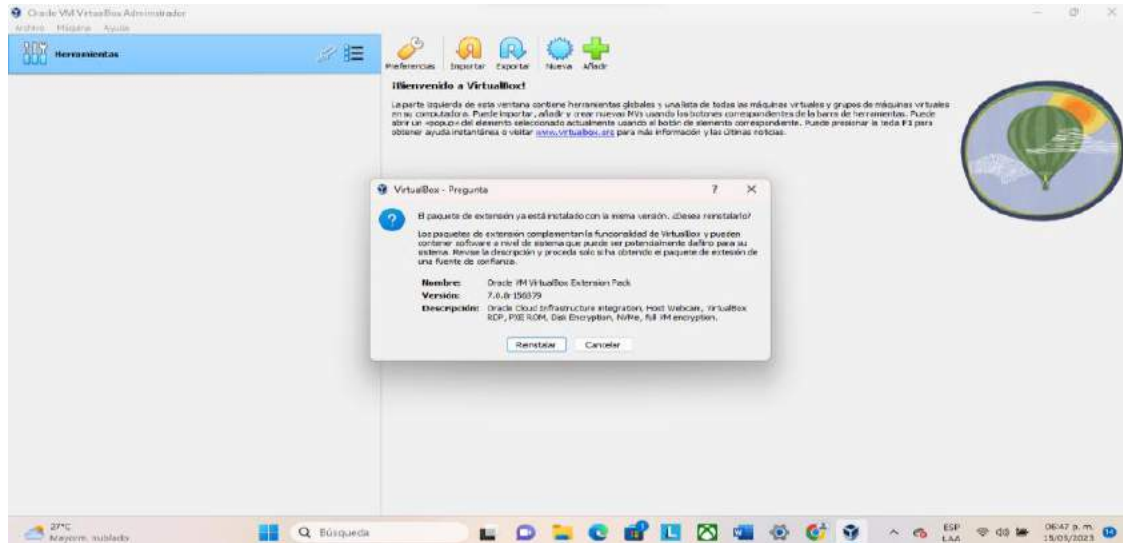 Oracle VM VirtualBox Administrador
Archivo Máquina Ayuda
Herramientas
Preferencias Importar Exportar Nueva Añadir
¡Bienvenido a VirtualBox!
La parte izquierda de esta ventana contiene herramientas globales y una lista de todas las máquinas virtuales y grupos de máquinas virtuales
en su computadora. Puede importar, añadir y crear nuevas MVs usando los botones correspondientes de la barra de herramientas. Puede
abrir un «popup» del elemento seleccionado actualmente usando el botón de elemento correspondiente. Puede presionar la tecla F1 para
obtener ayuda instantánea o visitar www.virtualbox.org para más información y las últimas noticias.
VirtualBox - Pregunta
El paquete de extensión ya está instalado con la misma versión. ¿Desea reinstalarlo?
Los paquetes de extensión complementan la funcionalidad de VirtualBox y pueden
contener software a nivel de sistema que puede ser potencialmente dañino para su
sistema. Revise la descripción y proceda solo si ha obtenido el paquete de extesión de
una fuente de confianza.
Nombre: Oracle VM VirtualBox Extension Pack
Versión: 7.0.8r156879
Descripción: Oracle Cloud Infrastructure integration, Host Webcam, VirtualBox
RDP, PXE ROM, Disk Encryption, NVMe, full VM encryption.
Reinstalar Cancelar
27°C
Mayorm. nublado
Búsqueda
ESP
LAA
06:47 p. m.
15/05/2023